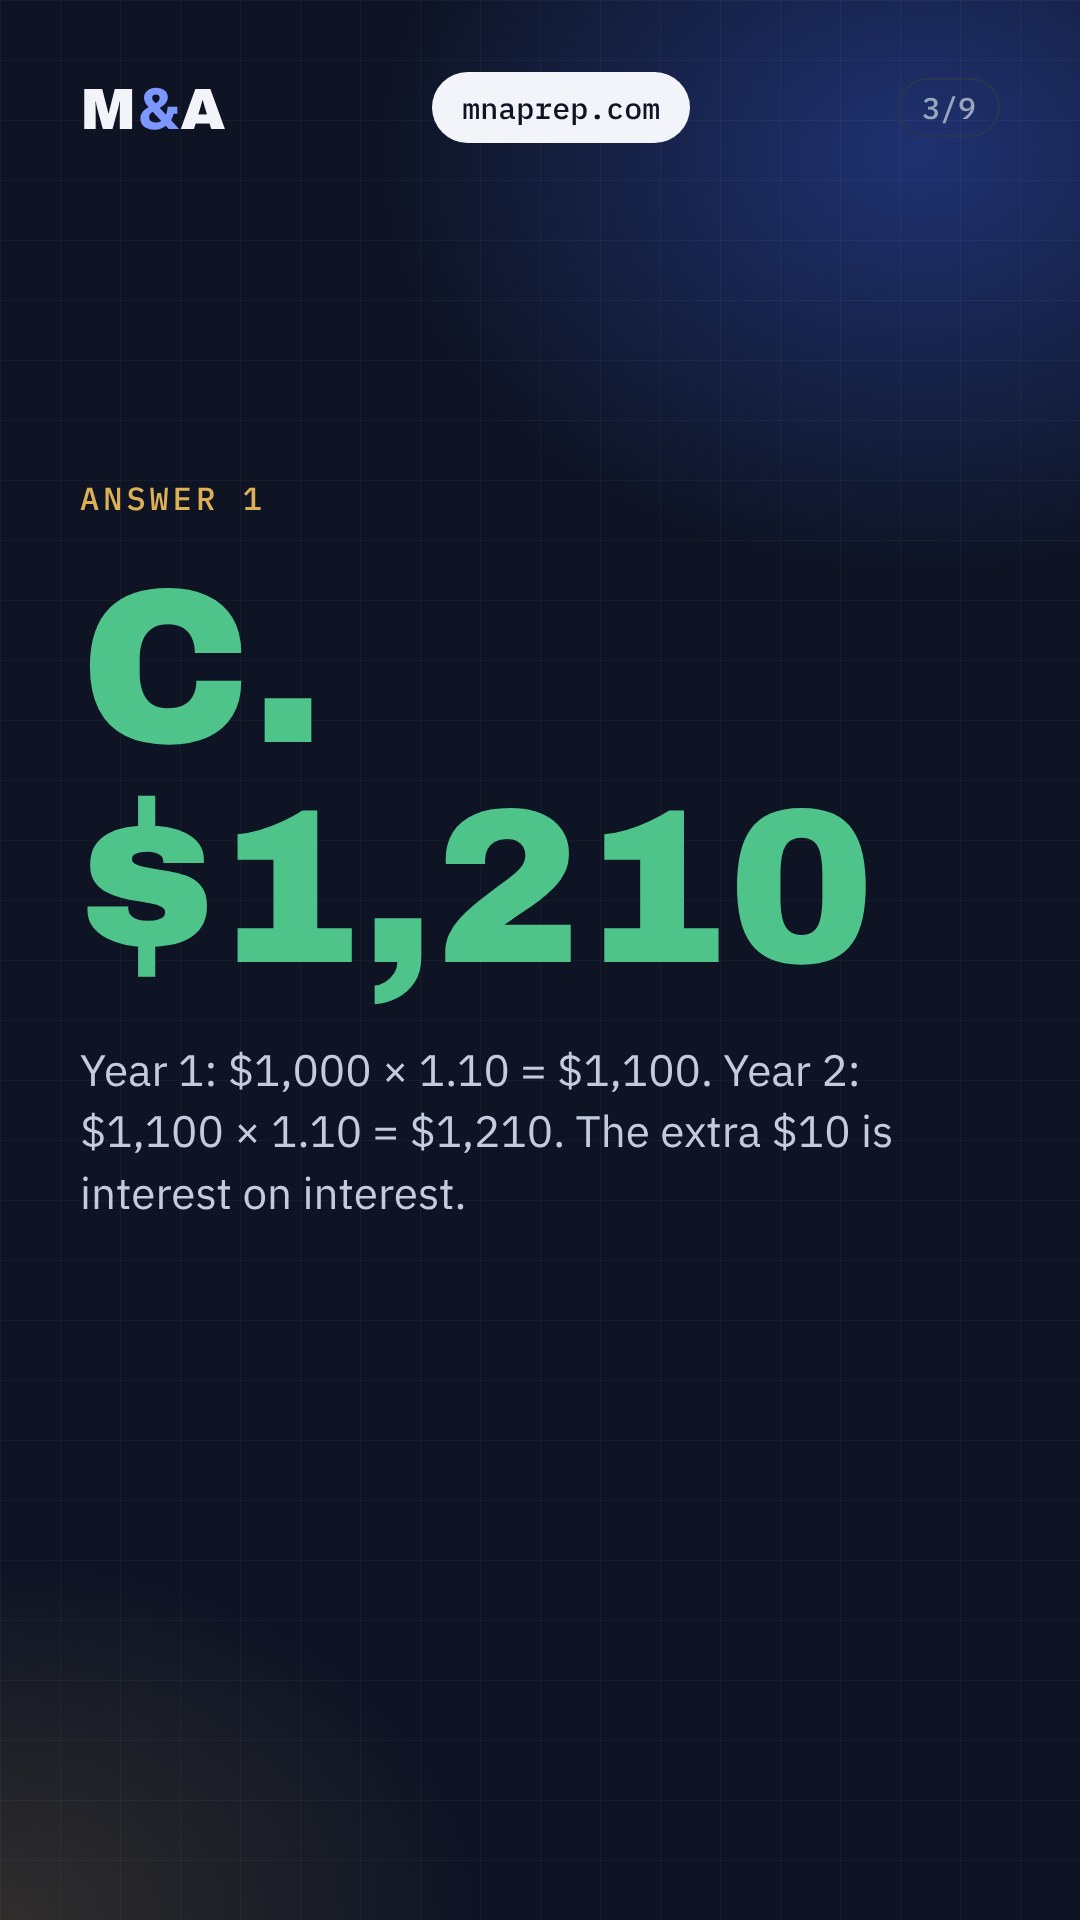 M&A
mnaprep.com
3/9
ANSWER 1
C.
$1,210
Year 1: $1,000 × 1.10 = $1,100. Year 2:
$1,100 × 1.10 = $1,210. The extra $10 is
interest on interest.